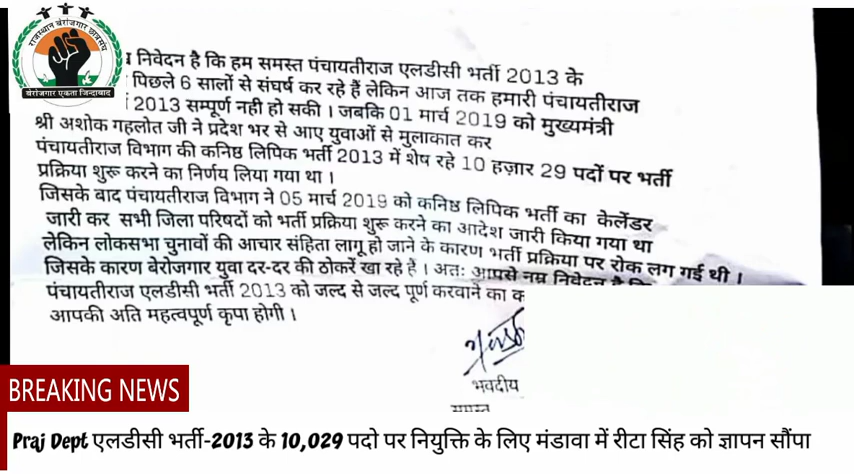 राजस्थान बेरोजगार छात्रसंघ
बेरोजगार एकता जिन्दाबाद
निवेदन है कि हम समस्त पंचायतीराज एलडीसी भर्ती 2013 के
पिछले 6 सालों से संघर्ष कर रहे हैं लेकिन आज तक हमारी पंचायतीराज
2013 सम्पूर्ण नही हो सकी । जबकि 01 मार्च 2019 को मुख्यमंत्री
श्री अशोक गहलोत जी ने प्रदेश भर से आए युवाओं से मुलाकात कर
पंचायतीराज विभाग की कनिष्ठ लिपिक भर्ती 2013 में शेष रहे 10 हज़ार 29 पदों पर भर्ती
प्रक्रिया शुरू करने का निर्णय लिया गया था ।
जिसके बाद पंचायतीराज विभाग ने 05 मार्च 2019 को कनिष्ठ लिपिक भर्ती का केलेंडर
जारी कर सभी जिला परिषदों को भर्ती प्रक्रिया शुरू करने का आदेश जारी किया गया था
लेकिन लोकसभा चुनावों की आचार संहिता लागू हो जाने के कारण भर्ती प्रक्रिया पर रोक लग गई थी ।
जिसके कारण बेरोजगार युवा दर-दर की ठोकरें खा रहे हैं । अतः आपसे नम्र निवेदन है कि
पंचायतीराज एलडीसी भर्ती 2013 को जल्द से जल्द पूर्ण करवाने का
आपकी अति महत्वपूर्ण कृपा होगी ।
भवदीय
समस्त
BREAKING NEWS
Praj Dept एलडीसी भर्ती-2013 के 10,029 पदो पर नियुक्ति के लिए मंडावा में रीटा सिंह को ज्ञापन सौंपा